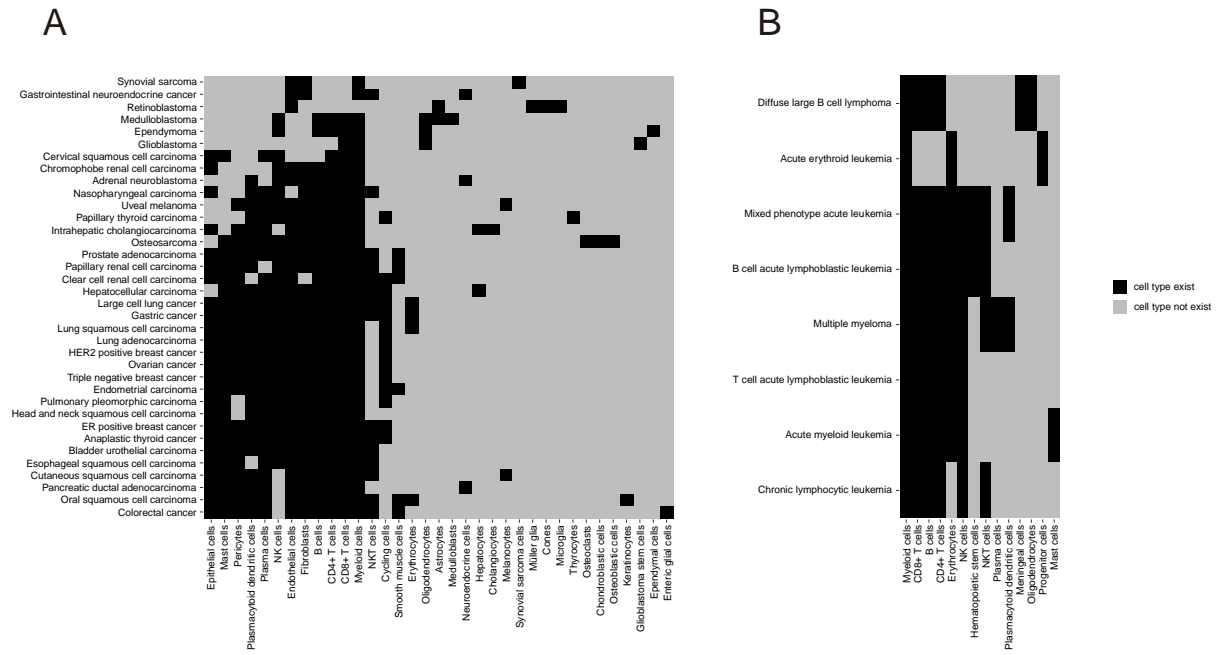 A
B
Synovial sarcoma
Gastrointestinal neuroendocrine cancer
Retinoblastoma
Medulloblastoma
Ependymoma
Glioblastoma
Cervical squamous cell carcinoma
Chromophobe renal cell carcinoma
Adrenal neuroblastoma
Nasopharyngeal carcinoma
Uveal melanoma
Papillary thyroid carcinoma
Intrahepatic cholangiocarcinoma
Osteosarcoma
Prostate adenocarcinoma
Papillary renal cell carcinoma
Clear cell renal cell carcinoma
Hepatocellular carcinoma
Large cell lung cancer
Gastric cancer
Lung squamous cell carcinoma
Lung adenocarcinoma
HER2 positive breast cancer
Ovarian cancer
Triple negative breast cancer
Endometrial carcinoma
Pulmonary pleomorphic carcinoma
Head and neck squamous cell carcinoma
ER positive breast cancer
Anaplastic thyroid cancer
Bladder urothelial carcinoma
Esophageal squamous cell carcinoma
Cutaneous squamous cell carcinoma
Pancreatic ductal adenocarcinoma
Oral squamous cell carcinoma
Colorectal cancer
Epithelial cells
Mast cells
Pericytes
Plasmacytoid dendritic cells
Plasma cells
NK cells
Endothelial cells
Fibroblasts
B cells
CD4+ T cells
CD8+ T cells
Myeloid cells
NKT cells
Cycling cells
Smooth muscle cells
Erythrocytes
Oligodendrocytes
Astrocytes
Medulloblasts
Neuroendocrine cells
Hepatocytes
Cholangiocytes
Melanocytes
Synovial sarcoma cells
Müller glia
Cones
Microglia
Thyrocytes
Osteoclasts
Chondroblastic cells
Osteoblastic cells
Keratinocytes
Glioblastoma stem cells
Ependymal cells
Enteric glial cells
Diffuse large B cell lymphoma
Acute erythroid leukemia
Mixed phenotype acute leukemia
B cell acute lymphoblastic leukemia
Multiple myeloma
T cell acute lymphoblastic leukemia
Acute myeloid leukemia
Chronic lymphocytic leukemia
Myeloid cells
CD8+ T cells
B cells
CD4+ T cells
Erythrocytes
NK cells
Hematopoietic stem cells
NKT cells
Plasma cells
Plasmacytoid dendritic cells
Meningeal cells
Oligodendrocytes
Progenitor cells
Mast cells
cell type exist
cell type not exist